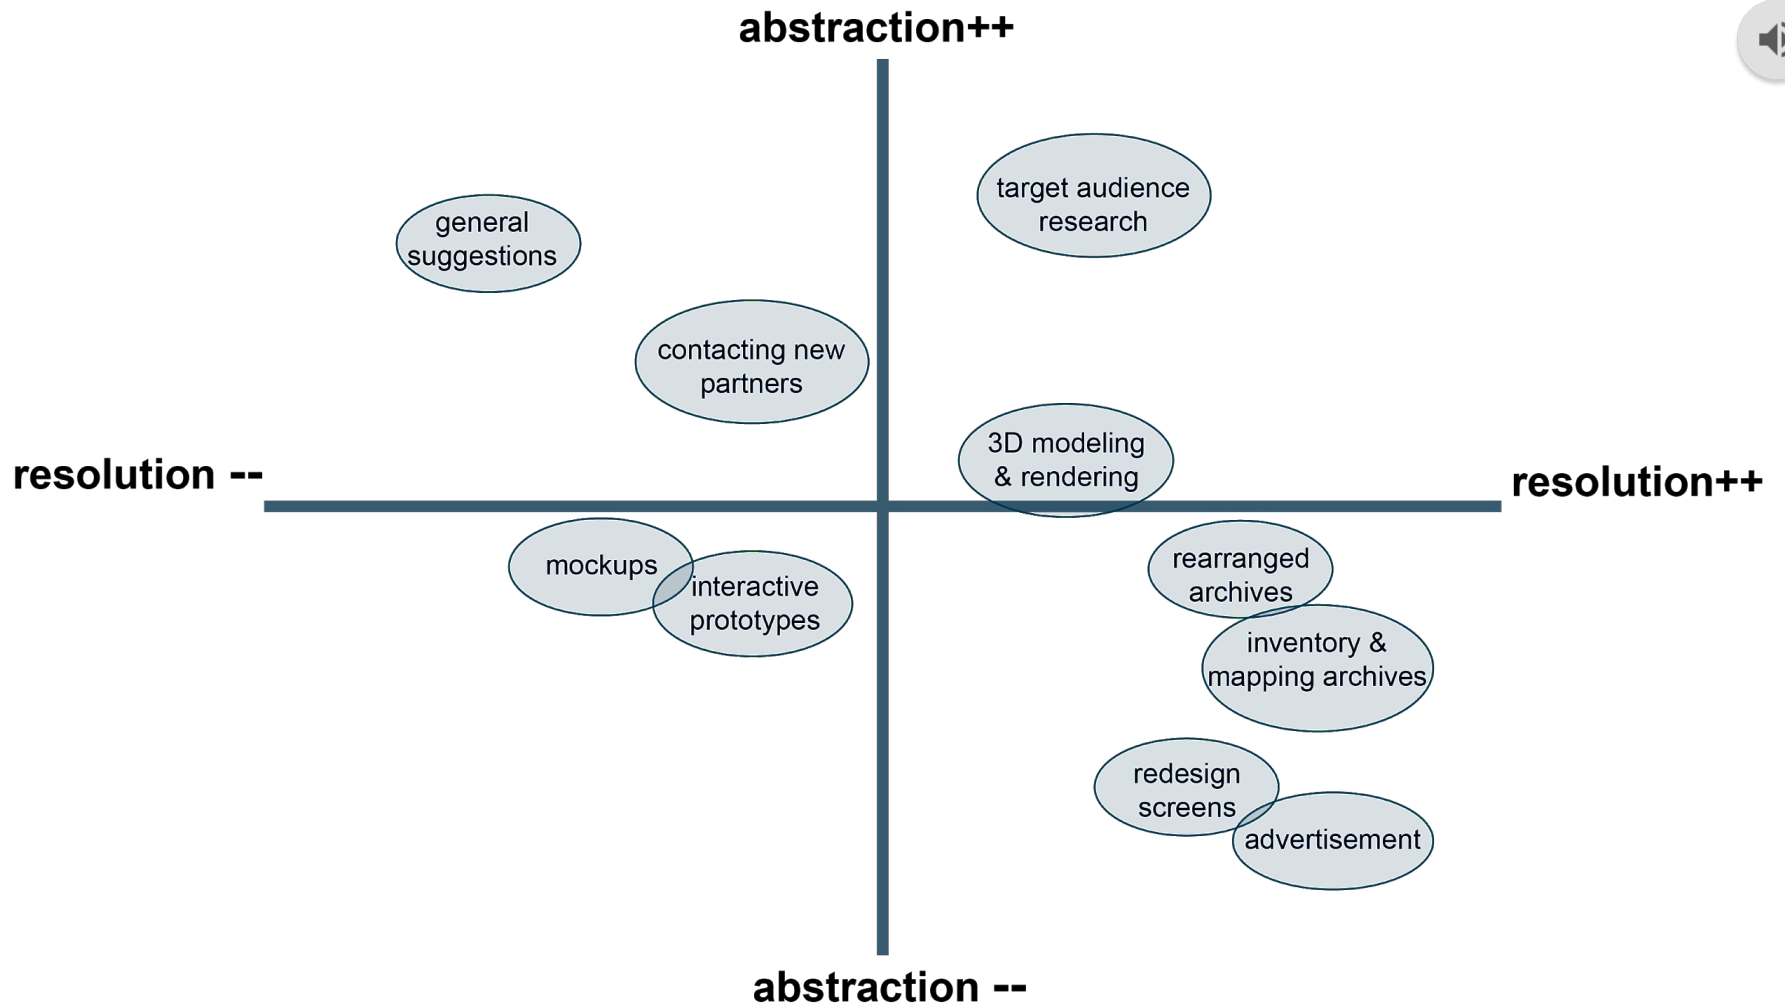 abstraction++
target audience
research
general
suggestions
contacting new
partners
3D modeling
& rendering
resolution --
resolution++
mockups
interactive
prototypes
rearranged
archives
inventory &
mapping archives
redesign
screens
advertisement
abstraction --